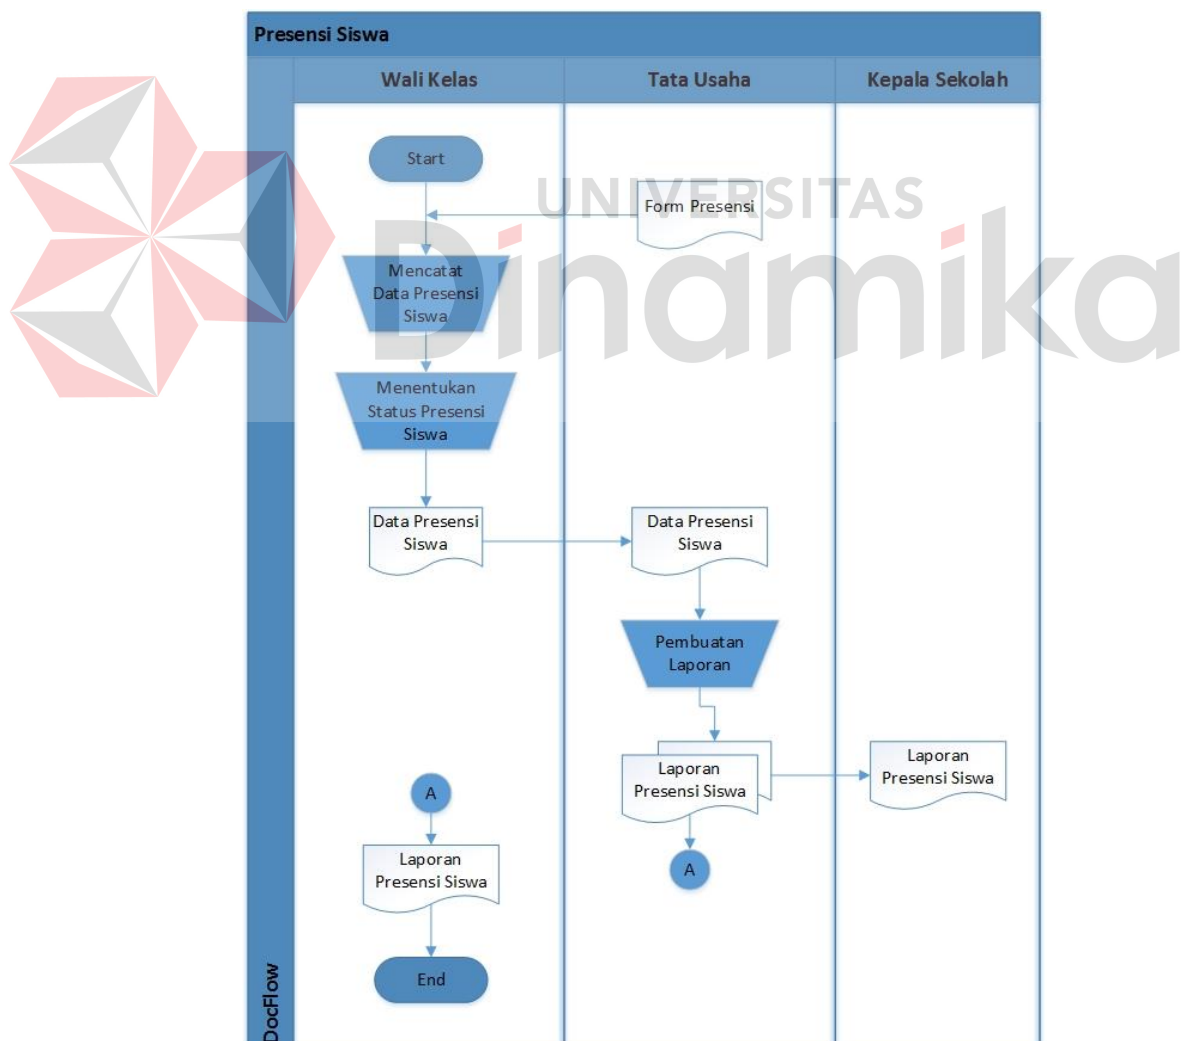 Presensi Siswa
Wali Kelas
Tata Usaha
Kepala Sekolah
Start
UNIVERSITAS
Dinamika
Form Presensi
Mencatat
Data Presensi
Siswa
Menentukan
Status Presensi
Siswa
Data Presensi
Siswa
Data Presensi
Siswa
Pembuatan
Laporan
Laporan
Presensi Siswa
Laporan
Presensi Siswa
A
Laporan
Presensi Siswa
A
End
DocFlow